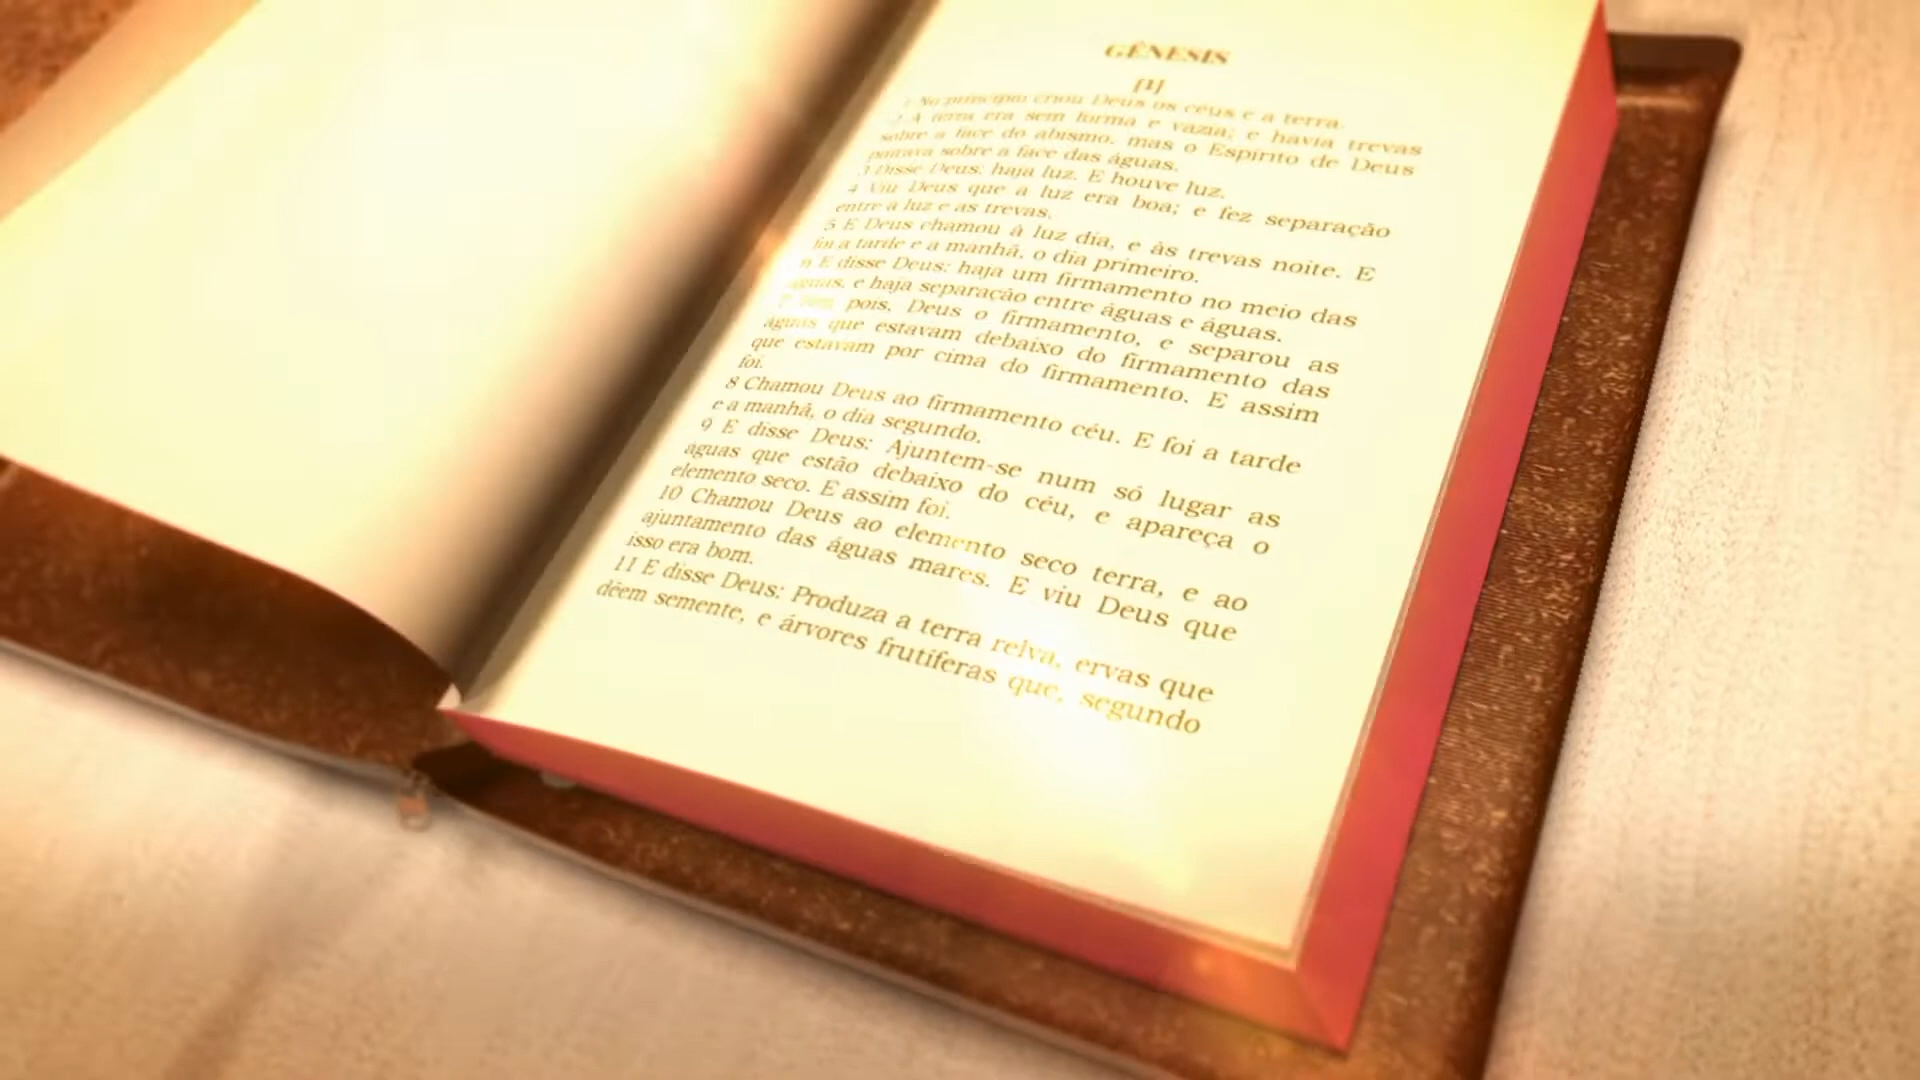 GÊNESIS
[1]
1 No princípio criou Deus os céus e a terra.
2 A terra era sem forma e vazia; e havia trevas
sobre a face do abismo, mas o Espírito de Deus
pairava sobre a face das águas.
3 Disse Deus: haja luz. E houve luz.
4 Viu Deus que a luz era boa; e fez separação
entre a luz e as trevas.
5 E Deus chamou à luz dia, e às trevas noite. E
foi a tarde e a manhã, o dia primeiro.
6 E disse Deus: haja um firmamento no meio das
águas, e haja separação entre águas e águas.
pois, Deus o firmamento, e separou as
águas que estavam debaixo do firmamento das
que estavam por cima do firmamento. E assim
foi.
8 Chamou Deus ao firmamento céu. E foi a tarde
e a manhã, o dia segundo.
9 E disse Deus: Ajuntem-se num só lugar as
águas que estão debaixo do céu, e apareça o
elemento seco. E assim foi.
10 Chamou Deus ao elemento seco terra, e ao
ajuntamento das águas mares. E viu Deus que
isso era bom.
11 E disse Deus: Produza a terra relva, ervas que
dêem semente, e árvores frutíferas que, segundo